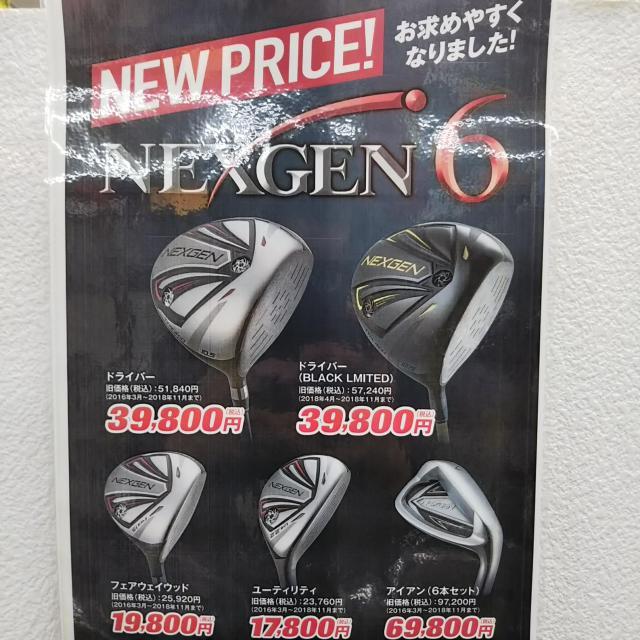 NEW PRICE!
お求めやすく
なりました!
NEXGEN 6
NEXGEN
NEXGEN
10.5
ドライバー
旧価格(税込):51,840円
(2016年3月~2018年11月まで)
39,800円(税込)
ドライバー
(BLACK LMITED)
旧価格(税込):57,240円
(2018年4月~2018年11月まで)
39,800円(税込)
NEXGEN
NEXGEN
NEXGEN
フェアウェイウッド
旧価格(税込):25,920円
(2016年3月~2018年11月まで)
19,800円(税込)
ユーティリティ
旧価格(税込):23,760円
(2016年3月~2018年11月まで)
17,800円(税込)
アイアン(6本セット)
旧価格(税込):97,200円
(2016年3月~2018年11月まで)
69,800円(税込)